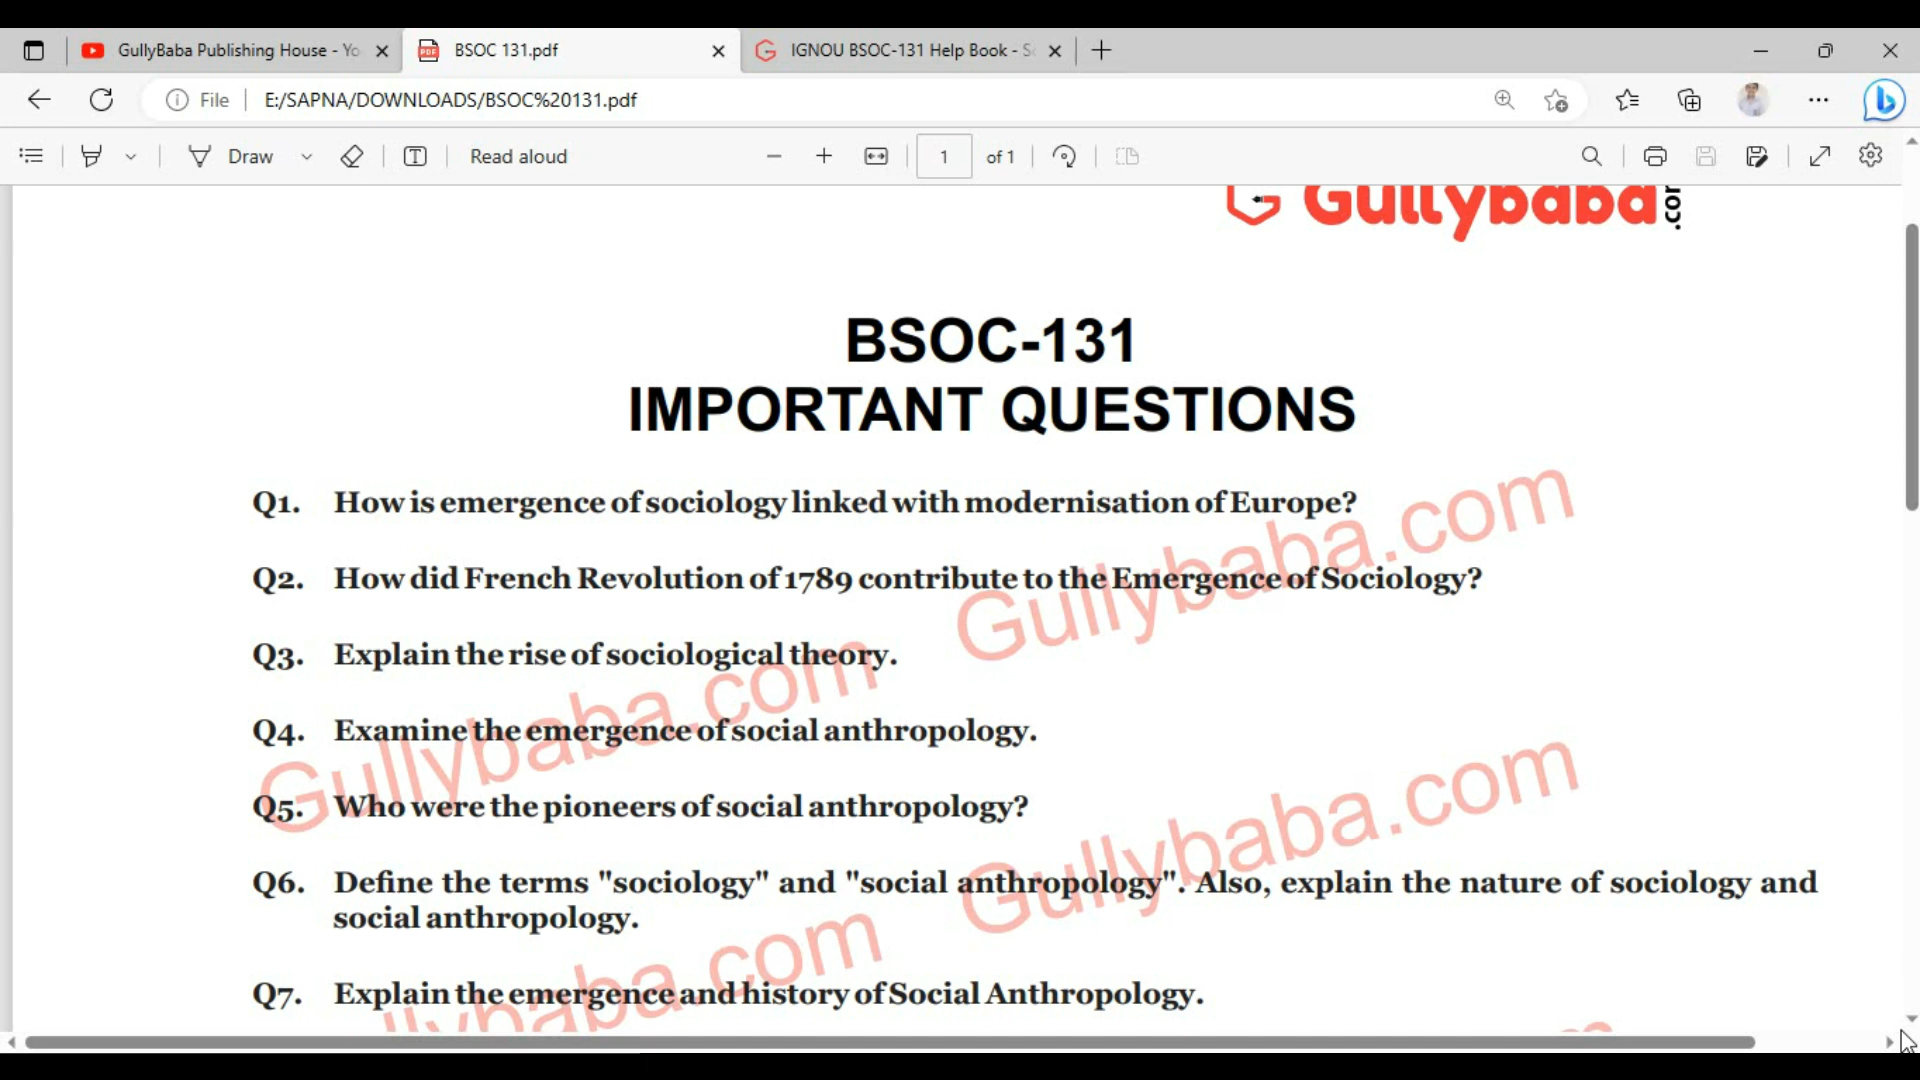 GullyBaba Publishing House - Yo
BSOC 131.pdf
IGNOU BSOC-131 Help Book - S
File
E:/SAPNA/DOWNLOADS/BSOC%20131.pdf
Draw
Read aloud
1
of 1
Gullybaba
.com
BSOC-131
IMPORTANT QUESTIONS
Q1. How is emergence of sociology linked with modernisation of Europe?
Q2. How did French Revolution of 1789 contribute to the Emergence of Sociology?
Q3. Explain the rise of sociological theory.
Q4. Examine the emergence of social anthropology.
Q5. Who were the pioneers of social anthropology?
Q6. Define the terms "sociology" and "social anthropology". Also, explain the nature of sociology and
social anthropology.
Q7. Explain the emergence and history of Social Anthropology.
Gullybaba.com
Gullybaba.com
Gullybaba.com
llybaba.com